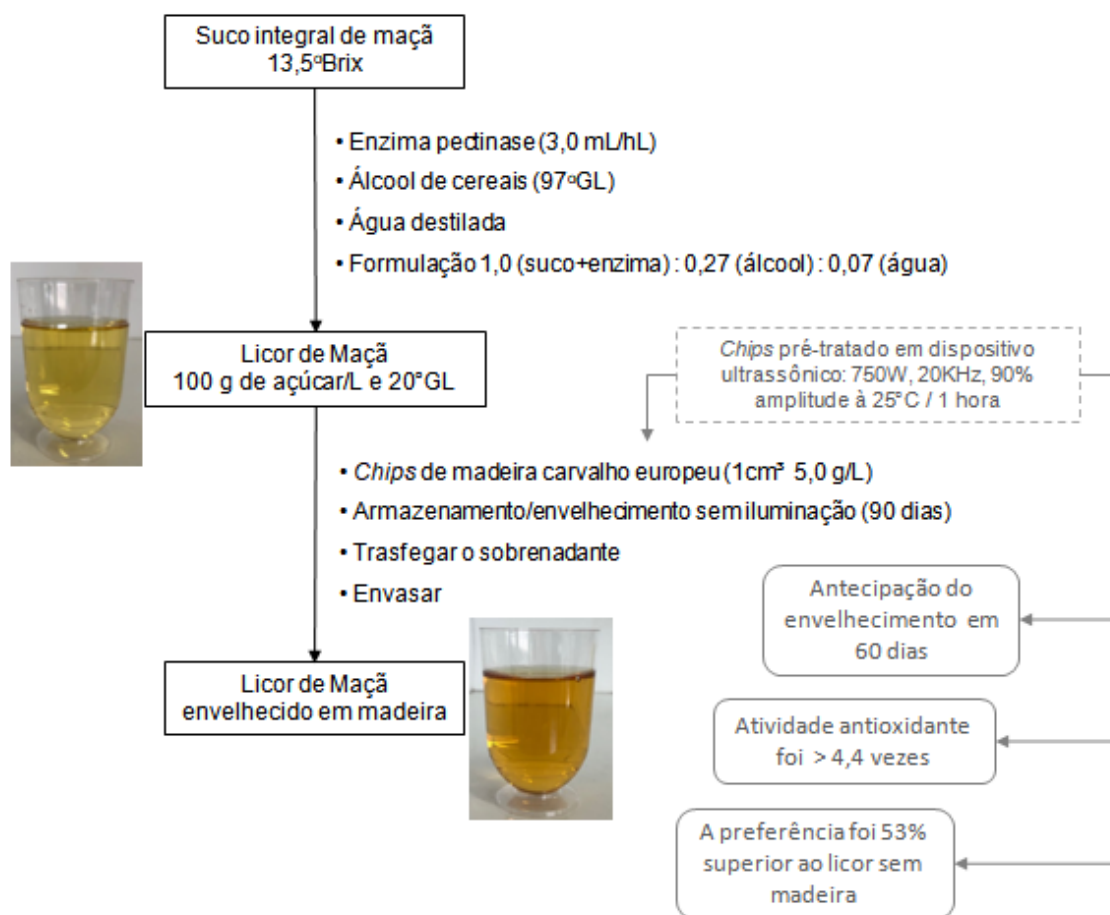 Suco integral de maçã
13,5ºBrix
• Enzima pectinase (3,0 mL/hL)
• Álcool de cereais (97ºGL)
• Água destilada
• Formulação 1,0 (suco+enzima) : 0,27 (álcool) : 0,07 (água)
Licor de Maçã
100 g de açúcar/L e 20°GL
Chips pré-tratado em dispositivo
ultrassônico: 750W, 20KHz, 90%
amplitude à 25°C / 1 hora
• Chips de madeira carvalho europeu (1cm³ 5,0 g/L)
• Armazenamento/envelhecimento sem iluminação (90 dias)
• Trasfegar o sobrenadante
• Envasar
Antecipação do
envelhecimento em
60 dias
Licor de Maçã
envelhecido em madeira
Atividade antioxidante
foi > 4,4 vezes
A preferência foi 53%
superior ao licor sem
madeira